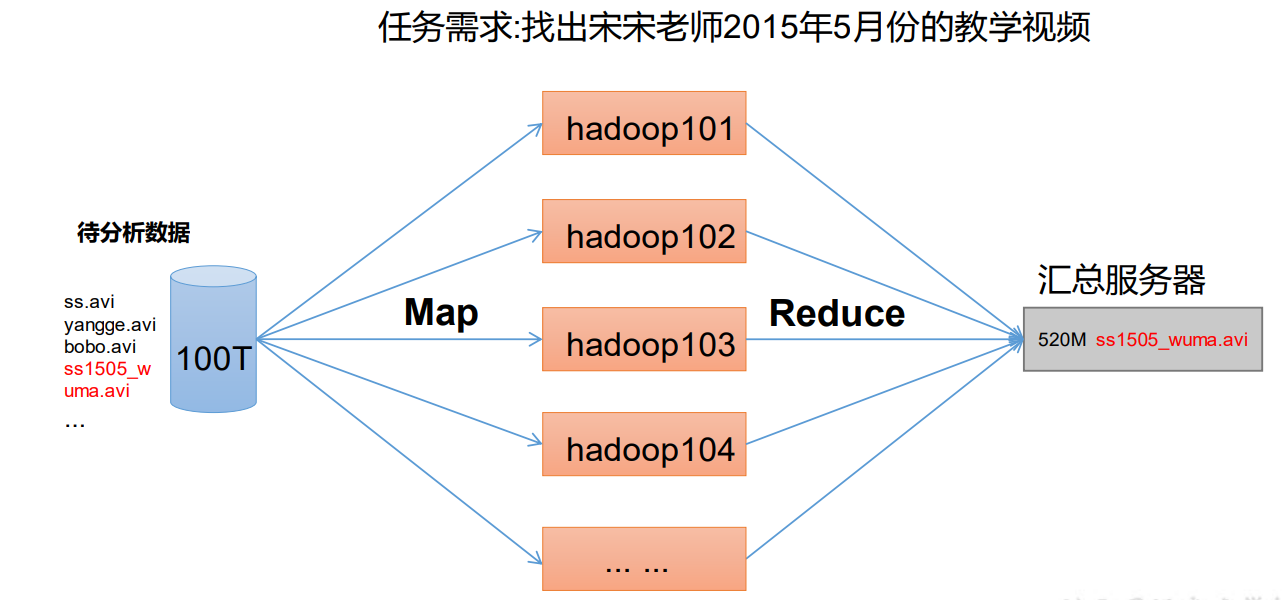 任务需求:找出宋宋老师2015年5月份的教学视频
待分析数据
ss.avi
yangge.avi
bobo.avi
ss1505_w
uma.avi
...
100T
Map
hadoop101
hadoop102
hadoop103
hadoop104
... ...
Reduce
汇总服务器
520M ss1505_wuma.avi